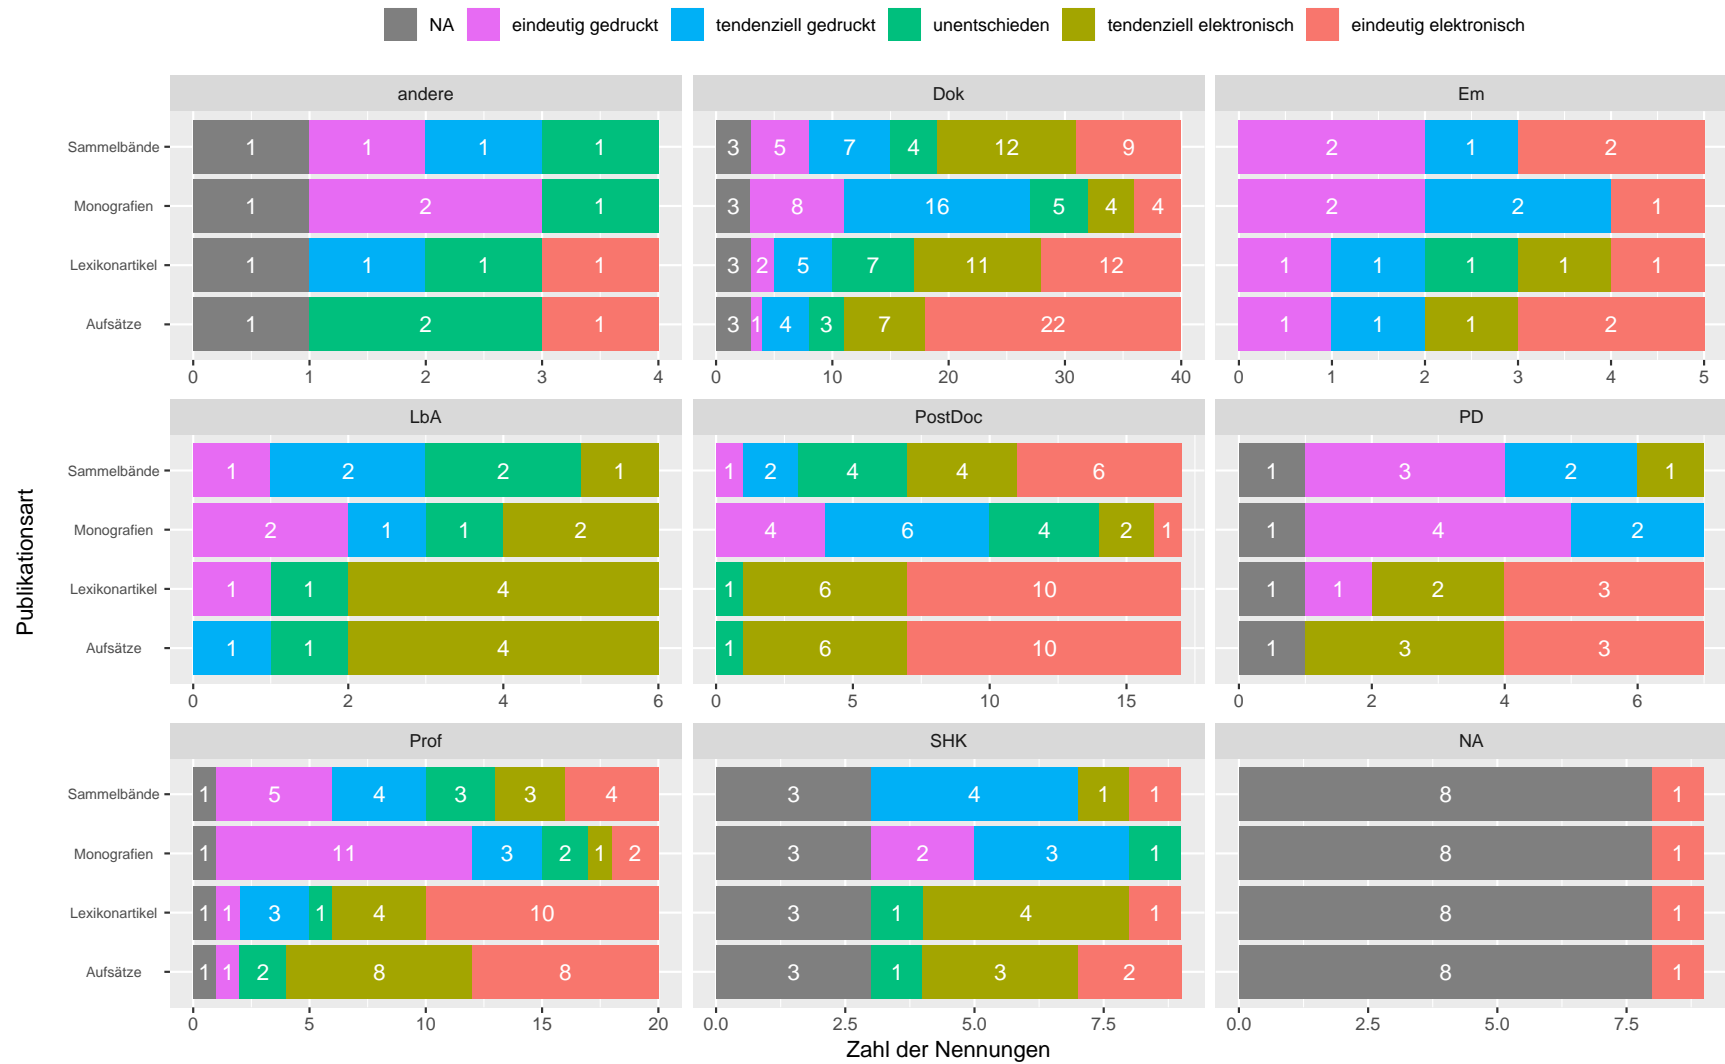 NA eindeutig gedruckt tendenziell gedruckt unentschieden tendenziell elektronisch eindeutig elektronisch
andere Dok Em
Sammelbände 1 1 1 1 3 5 7 4 12 9 2 1 2
Monografien 1 2 1 3 8 16 5 4 4 2 2 1
Lexikonartikel 1 1 1 1 3 2 5 7 11 12 1 1 1 1 1
Aufsätze 1 2 1 3 1 4 3 7 22 1 1 1 2
0 1 2 3 4 0 10 20 30 40 0 1 2 3 4 5
LbA PostDoc PD
Sammelbände 1 2 2 1 1 2 4 4 6 1 3 2 1
Monografien 2 1 1 2 4 6 4 2 1 1 4 2
Lexikonartikel 1 1 4 1 6 10 1 1 2 3
Aufsätze 1 1 4 1 6 10 1 3 3
0 2 4 6 0 5 10 15 0 2 4 6
Prof SHK NA
Sammelbände 1 5 4 3 3 4 3 4 1 1 8 1
Monografien 1 11 3 2 1 2 3 2 3 1 8 1
Lexikonartikel 1 1 3 1 4 10 3 1 4 1 8 1
Aufsätze 1 1 2 8 8 3 1 3 2 8 1
0 5 10 15 20 0.0 2.5 5.0 7.5 0.0 2.5 5.0 7.5
Zahl der Nennungen
Publikationsart